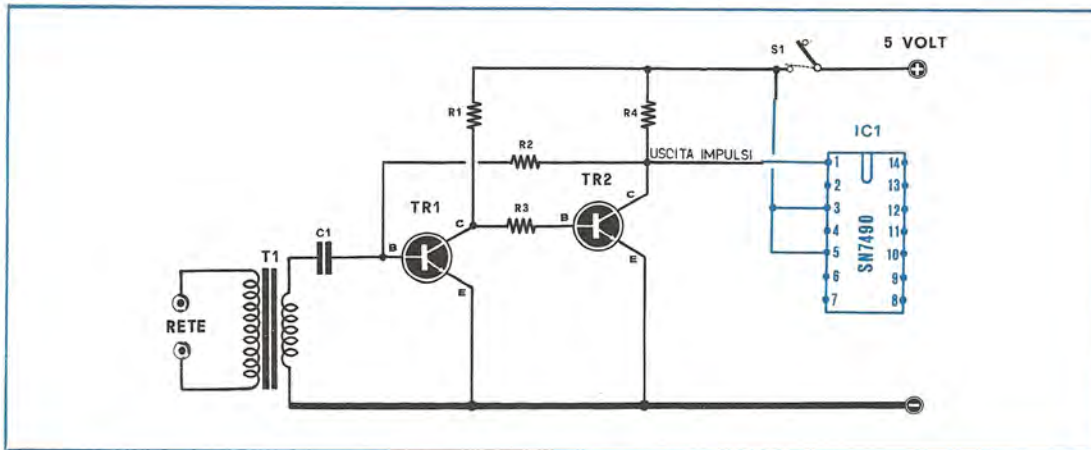 S1
5 VOLT
+
R1
R4
IC1
R2
USCITA IMPULSI
1
14
2
13
3
12
4
11
5
10
6
9
7
8
SN7490
TR2
TR1
C
R3
B
C
E
C1
B
E
T1
RETE
-